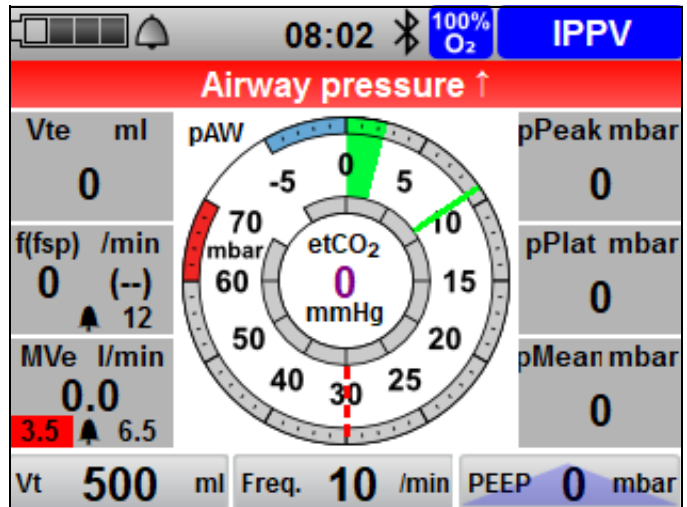 08:02 100% O₂ IPPV
Airway pressure ↑
Vte ml
0
f(fsp) /min
0 (--)
12
MVe l/min
0.0
3.5 6.5
pAW
-5 0 5
70 10
mbar
60 15
50 20
40 30 25
etCO₂
0
mmHg
pPeak mbar
0
pPlat mbar
0
pMean mbar
0
Vt 500 ml Freq. 10 /min PEEP 0 mbar